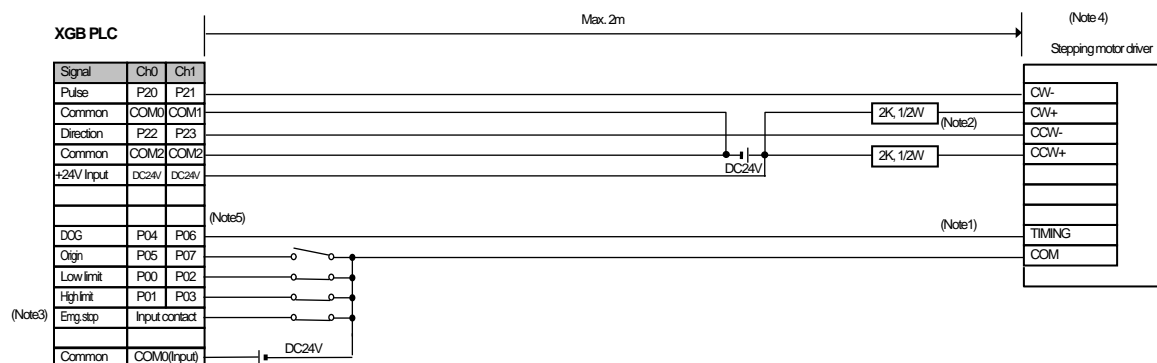 Max. 2m
(Note 4)
XGB PLC
Stepping motor driver
Signal Ch0 Ch1
Pulse P20 P21 CW-
Common COM0 COM1 2K, 1/2W CW+
(Note2)
Direction P22 P23 CCW-
Common COM2 COM2 2K, 1/2W CCW+
DC24V
+24V Input DC24V DC24V
(Note5)
(Note1)
DOG P04 P06 TIMING
Origin P05 P07 COM
Low limit P00 P02
High limit P01 P03
(Note3) Emg. stop Input contact
DC24V
Common COM0(Input)